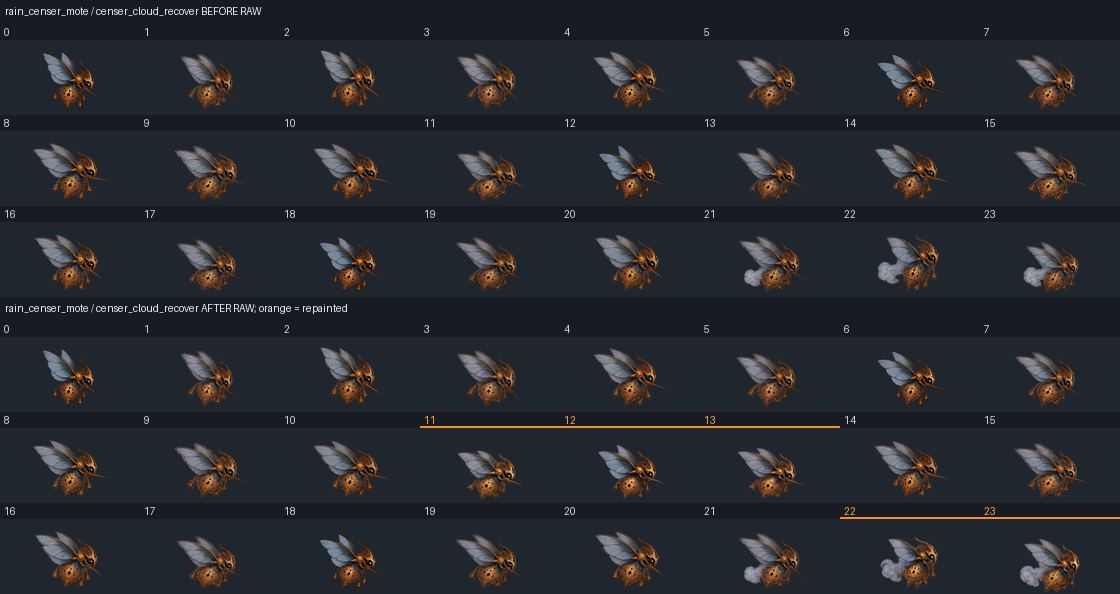 rain_censer_mote / censer_cloud_recover BEFORE RAW
0 1 2 3 4 5 6 7
8 9 10 11 12 13 14 15
16 17 18 19 20 21 22 23
rain_censer_mote / censer_cloud_recover AFTER RAW; orange = repainted
0 1 2 3 4 5 6 7
8 9 10 11 12 13 14 15
16 17 18 19 20 21 22 23